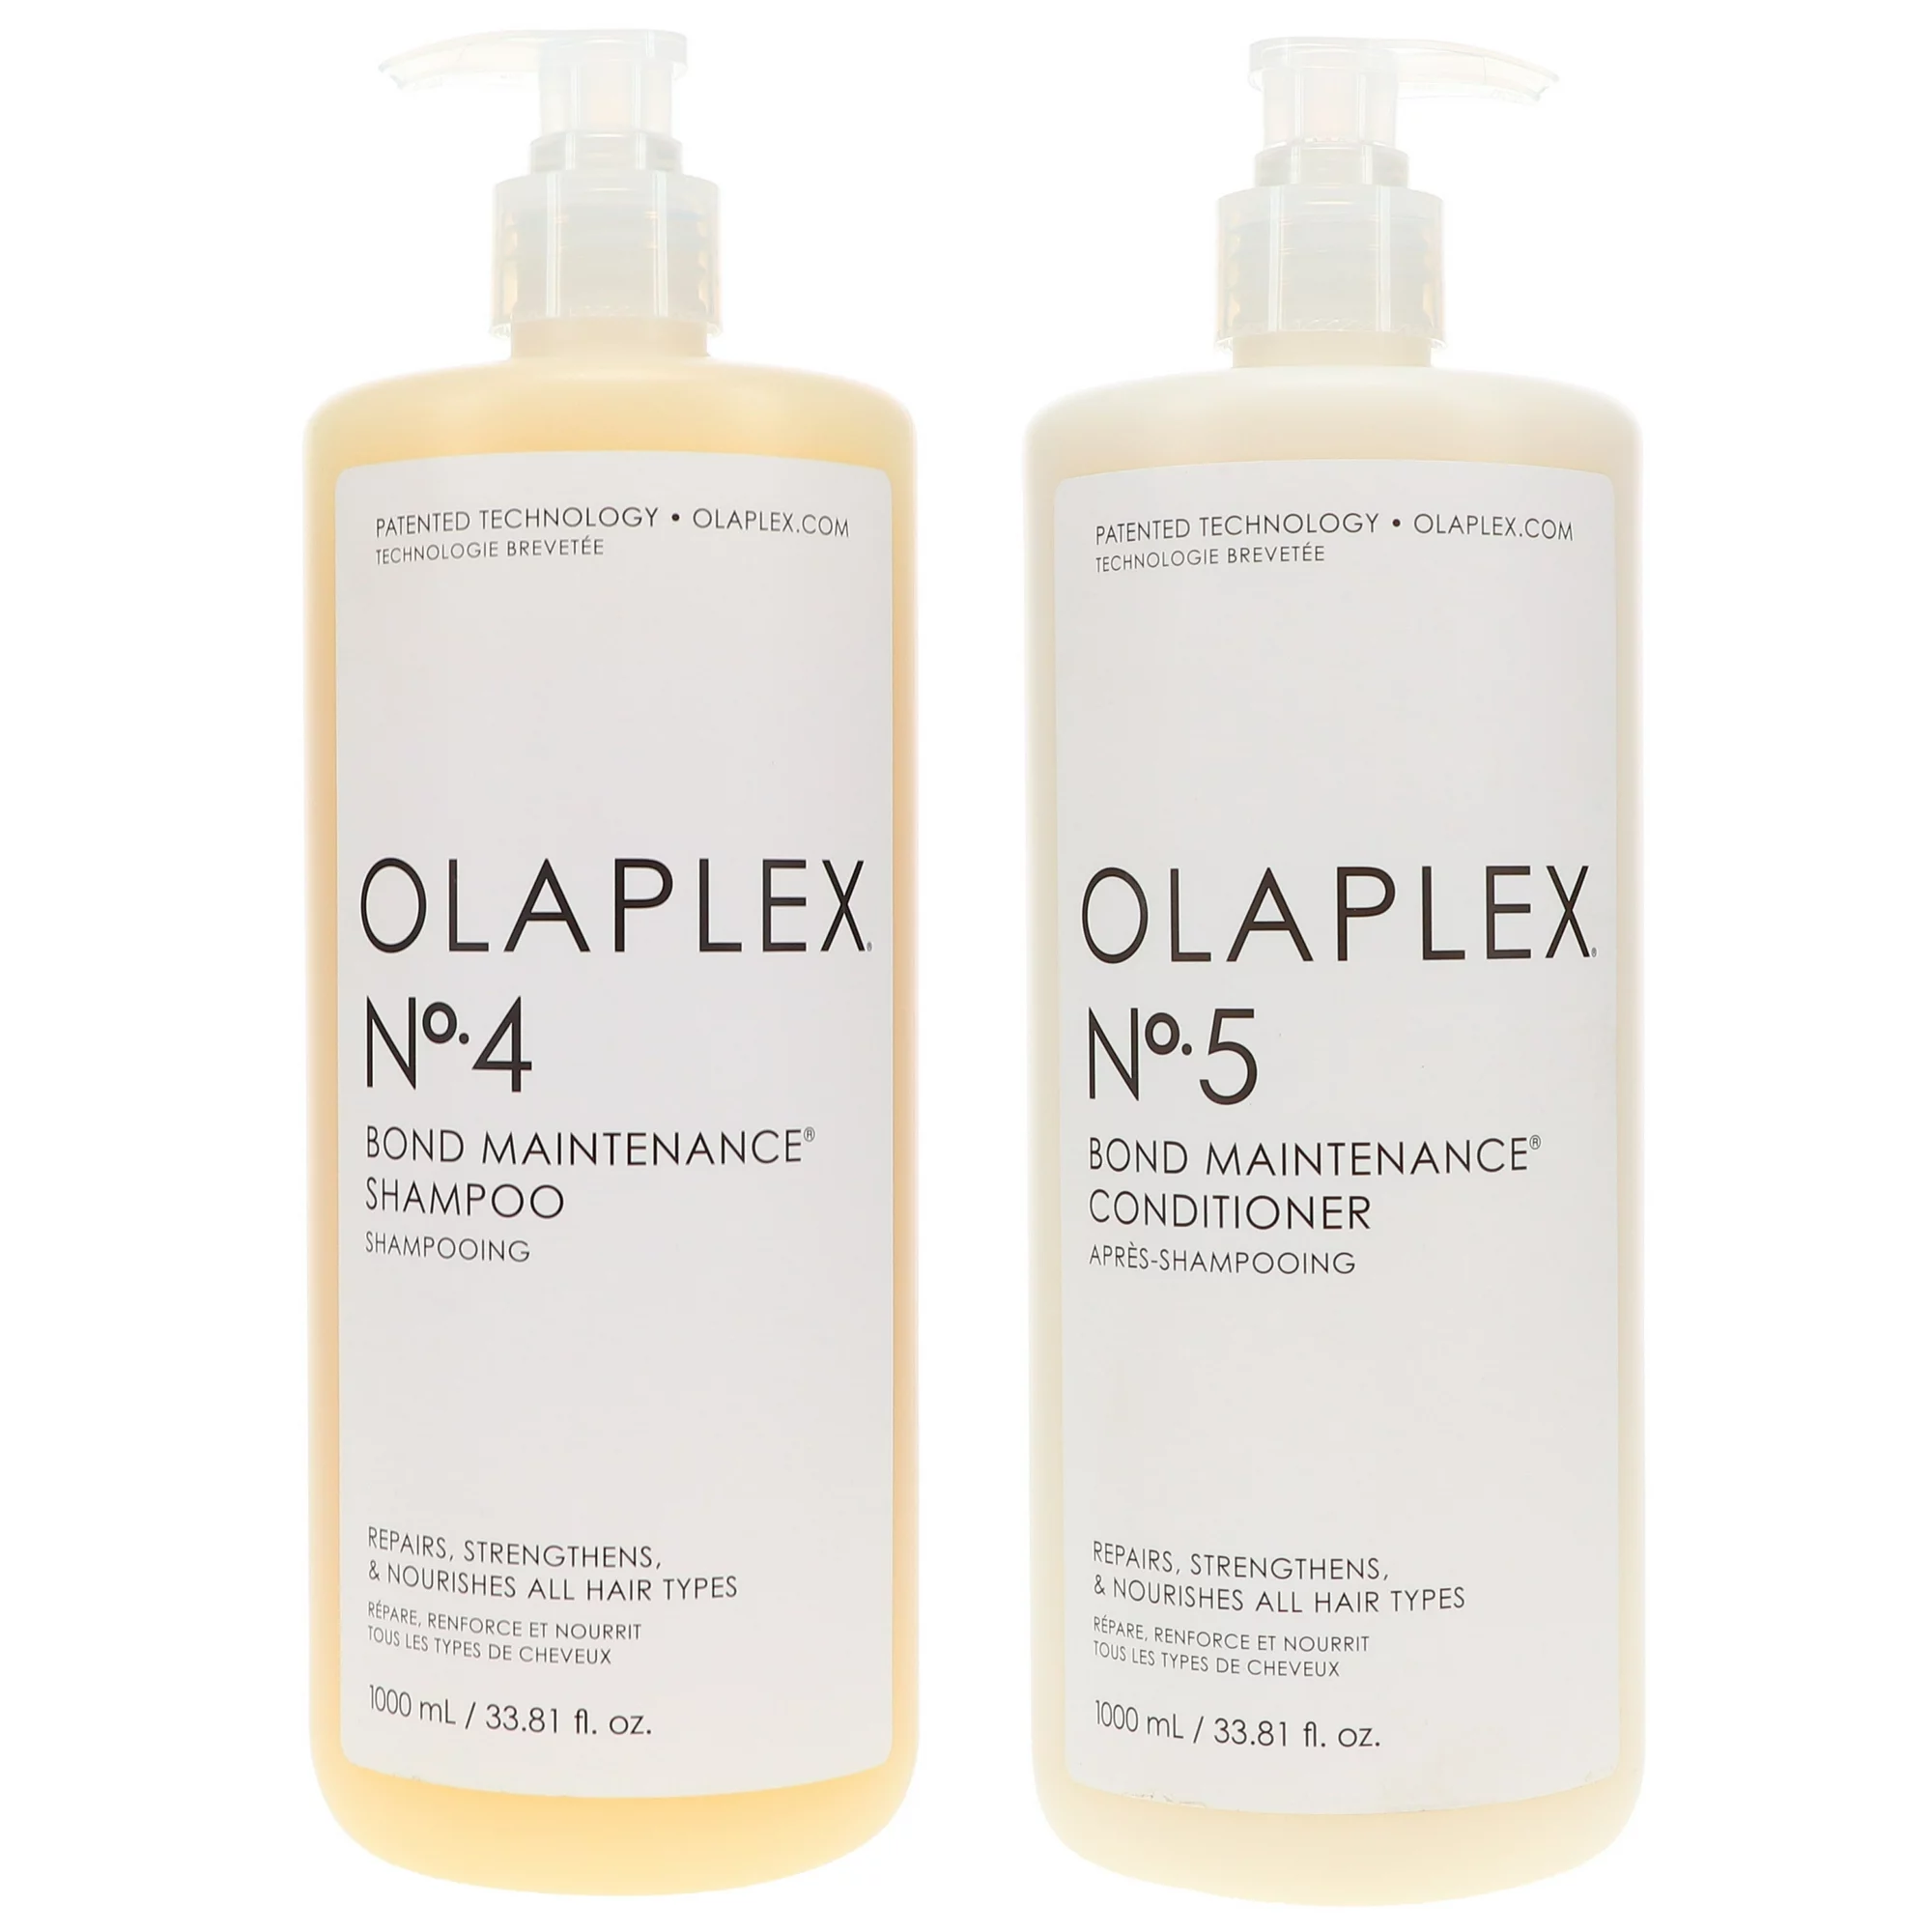 PATENTED TECHNOLOGY • OLAPLEX.COM
TECHNOLOGIE BREVETÉE
OLAPLEX®
Nº.4
BOND MAINTENANCE®
SHAMPOO
SHAMPOOING
REPAIRS, STRENGTHENS,
& NOURISHES ALL HAIR TYPES
RÉPARE, RENFORCE ET NOURRIT
TOUS LES TYPES DE CHEVEUX
1000 mL / 33.81 fl. oz.
PATENTED TECHNOLOGY • OLAPLEX.COM
TECHNOLOGIE BREVETÉE
OLAPLEX®
Nº.5
BOND MAINTENANCE®
CONDITIONER
APRÈS-SHAMPOOING
REPAIRS, STRENGTHENS,
& NOURISHES ALL HAIR TYPES
RÉPARE, RENFORCE ET NOURRIT
TOUS LES TYPES DE CHEVEUX
1000 mL / 33.81 fl. oz.